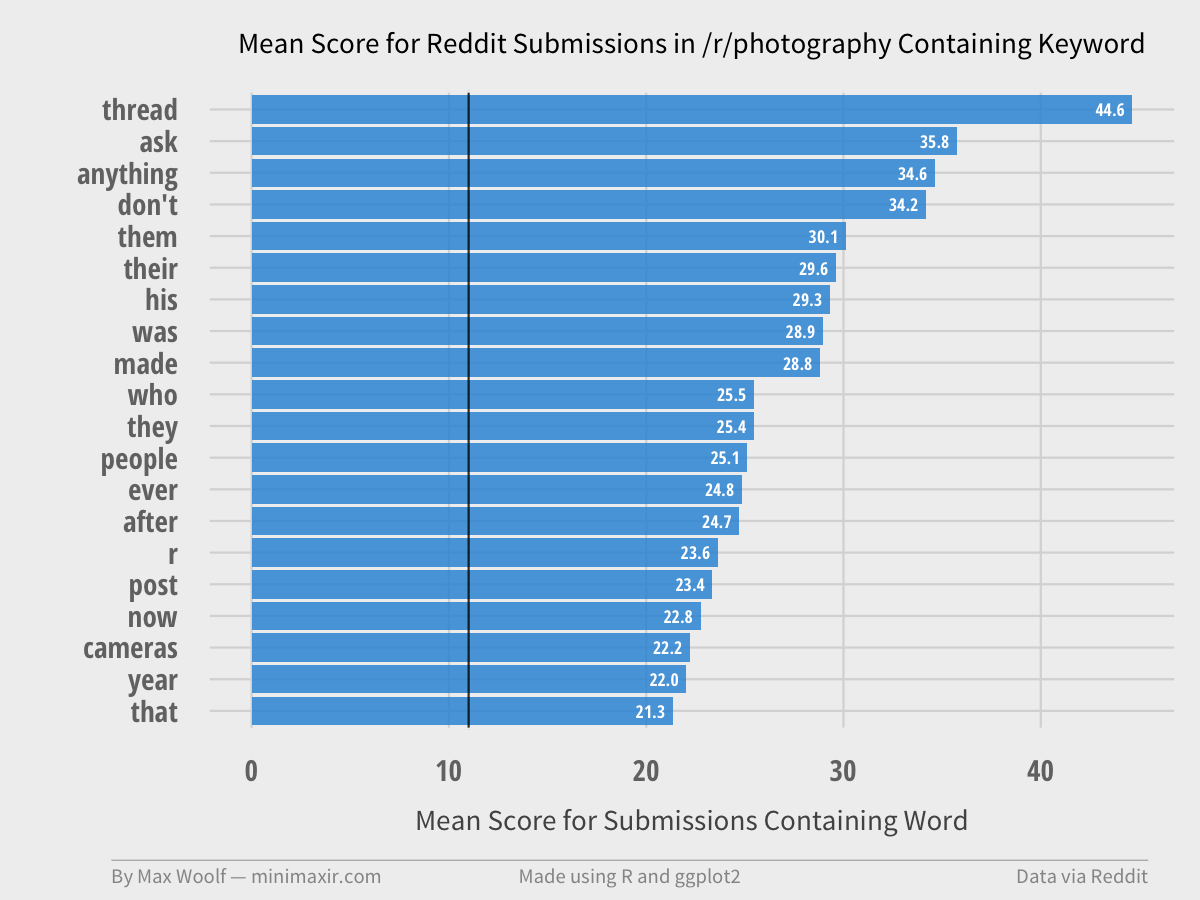 Mean Score for Reddit Submissions in /r/photography Containing Keyword
thread 44.6
ask 35.8
anything 34.6
don't 34.2
them 30.1
their 29.6
his 29.3
was 28.9
made 28.8
who 25.5
they 25.4
people 25.1
ever 24.8
after 24.7
r 23.6
post 23.4
now 22.8
cameras 22.2
year 22.0
that 21.3
0 10 20 30 40
Mean Score for Submissions Containing Word
By Max Woolf — minimaxir.com Made using R and ggplot2 Data via Reddit